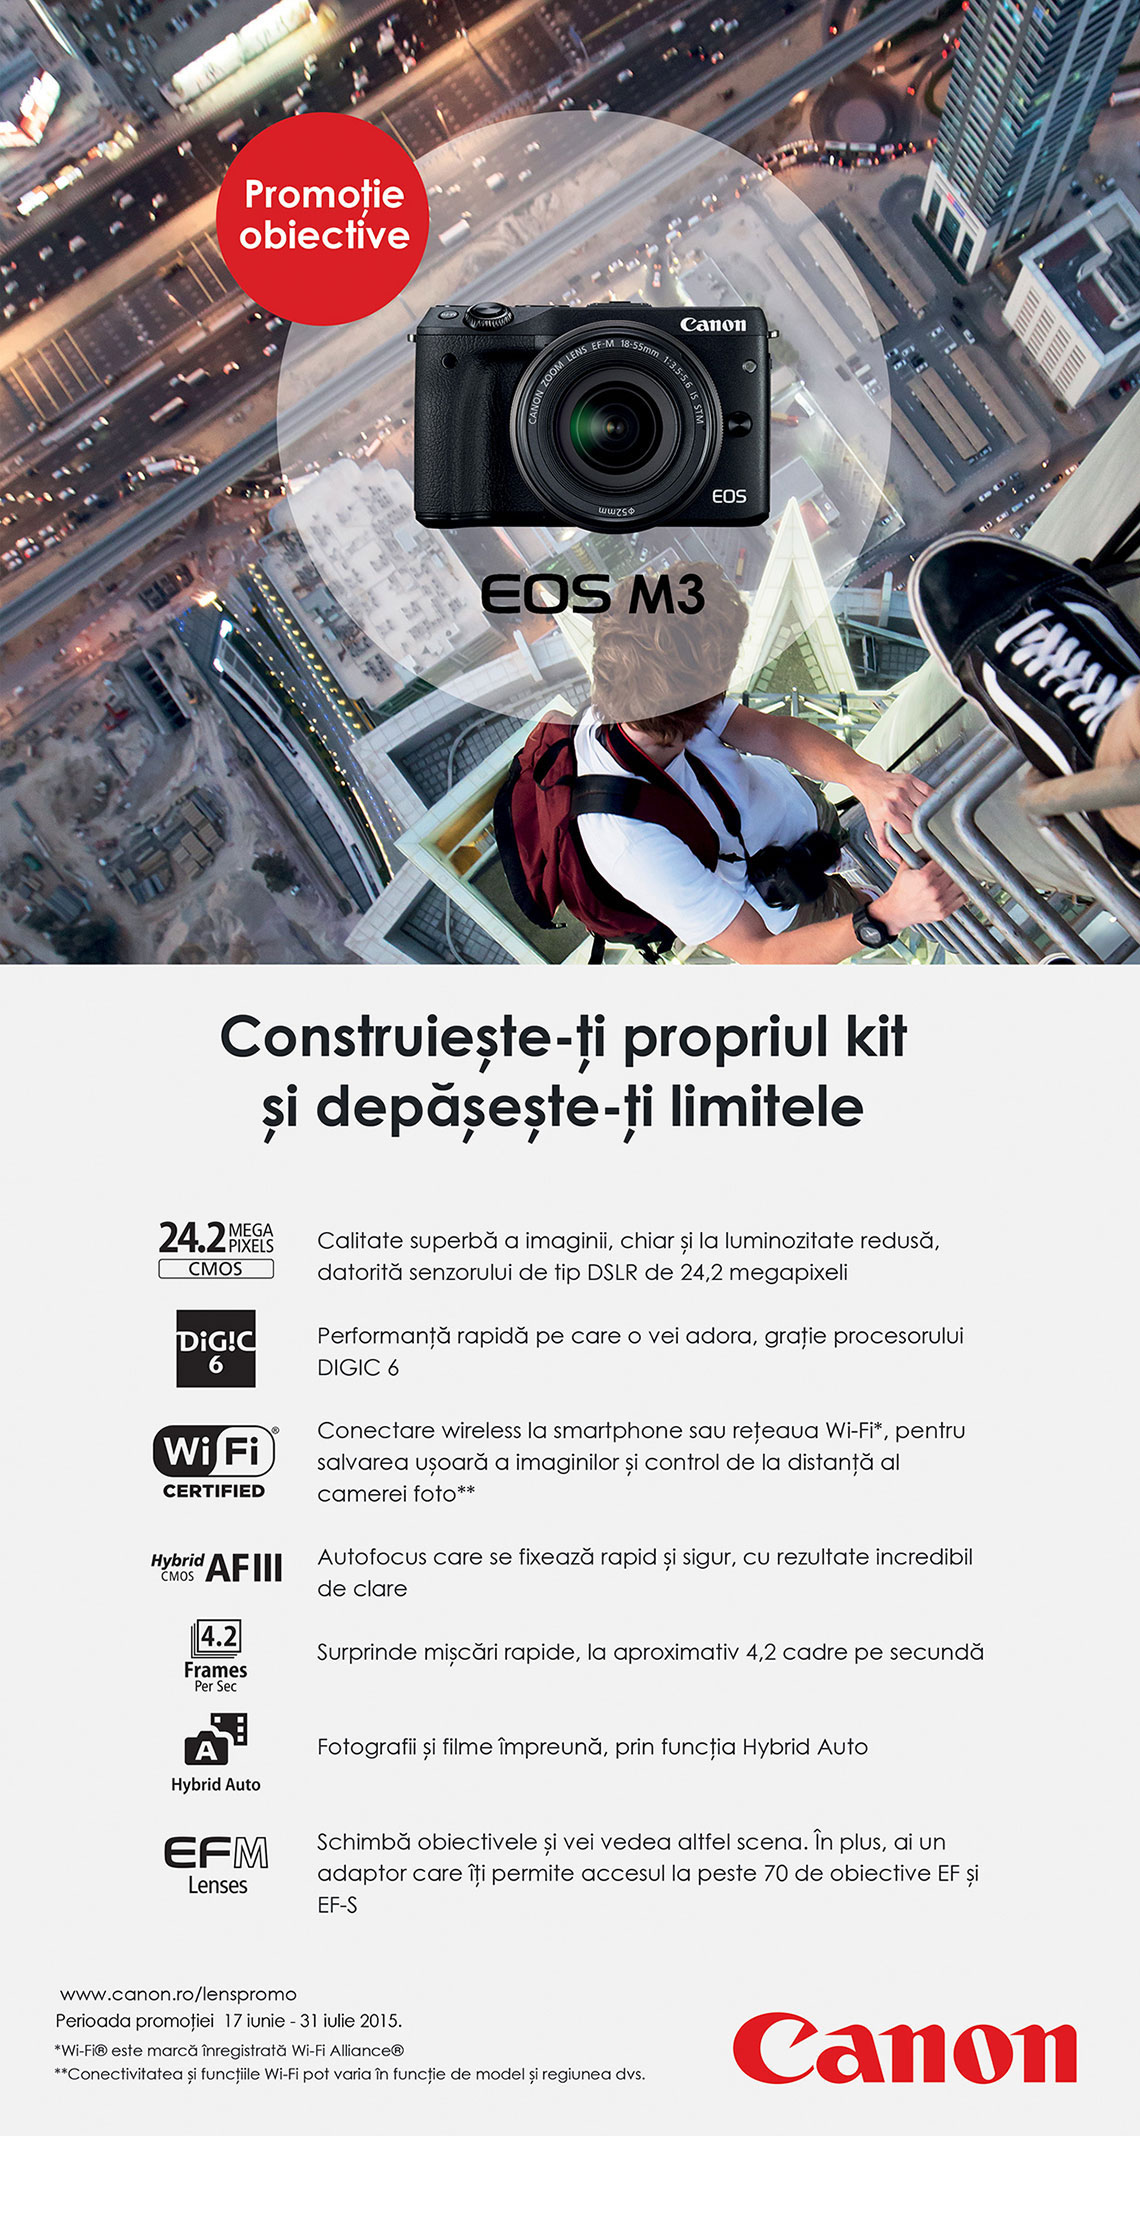 Promoție
obiective
Canon
CANON ZOOM LENS EF-M 18-55mm 1:3.5-5.6 IS STM
EOS
Φ52mm
EOS M3
Construiește-ți propriul kit
și depășește-ți limitele
24.2 MEGA PIXELS
CMOS
Calitate superbă a imaginii, chiar și la luminozitate redusă,
datorită senzorului de tip DSLR de 24,2 megapixeli
DiG!C
6
Performanță rapidă pe care o vei adora, grație procesorului
DIGIC 6
Wi Fi®
CERTIFIED
Conectare wireless la smartphone sau rețeaua Wi-Fi*, pentru
salvarea ușoară a imaginilor și control de la distanță al
camerei foto**
Hybrid CMOS AF III
Autofocus care se fixează rapid și sigur, cu rezultate incredibil
de clare
4.2
Frames
Per Sec
Surprinde mișcări rapide, la aproximativ 4,2 cadre pe secundă
A
Hybrid Auto
Fotografii și filme împreună, prin funcția Hybrid Auto
EFM
Lenses
Schimbă obiectivele și vei vedea altfel scena. În plus, ai un
adaptor care îți permite accesul la peste 70 de obiective EF și
EF-S
www.canon.ro/lenspromo
Perioada promoției 17 iunie - 31 iulie 2015.
*Wi-Fi® este marcă înregistrată Wi-Fi Alliance®
**Conectivitatea și funcțiile Wi-Fi pot varia în funcție de model și regiunea dvs.
Canon